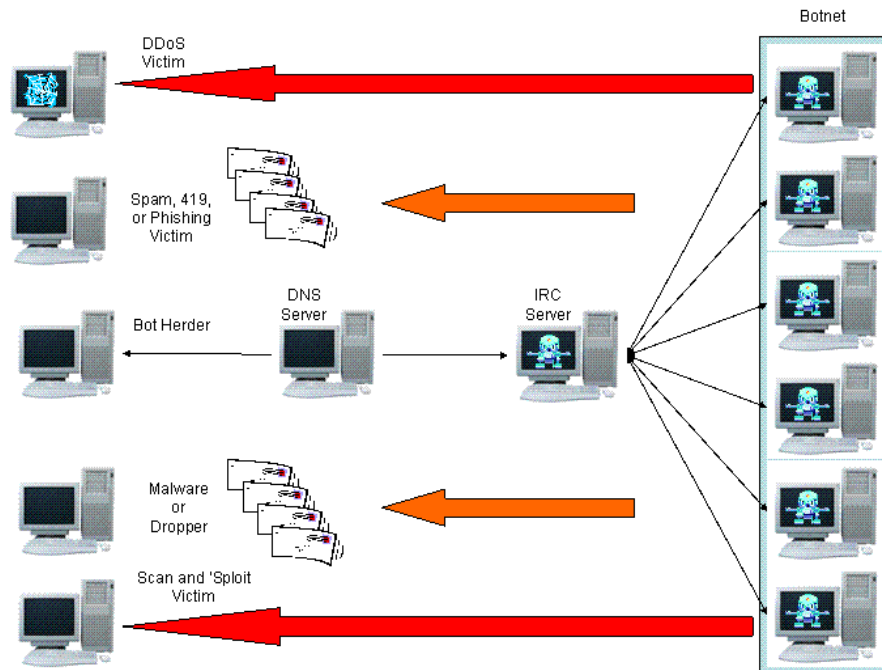 Botnet
DDoS
Victim
Spam, 419,
or Phishing
Victim
DNS
Server
IRC
Server
Bot Herder
Malware
or
Dropper
Scan and 'Sploit
Victim